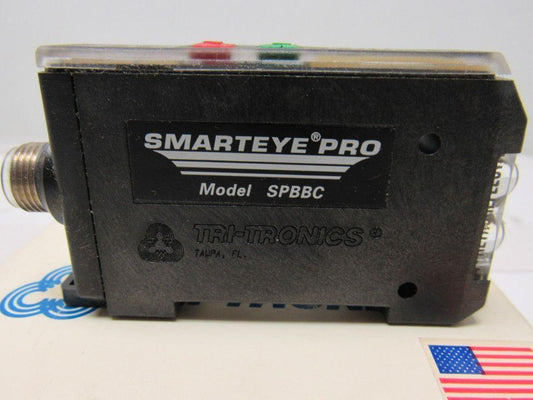 SMARTEYE® PRO
Model SPBBC
TRI-TRONICS®
TAMPA, FL.